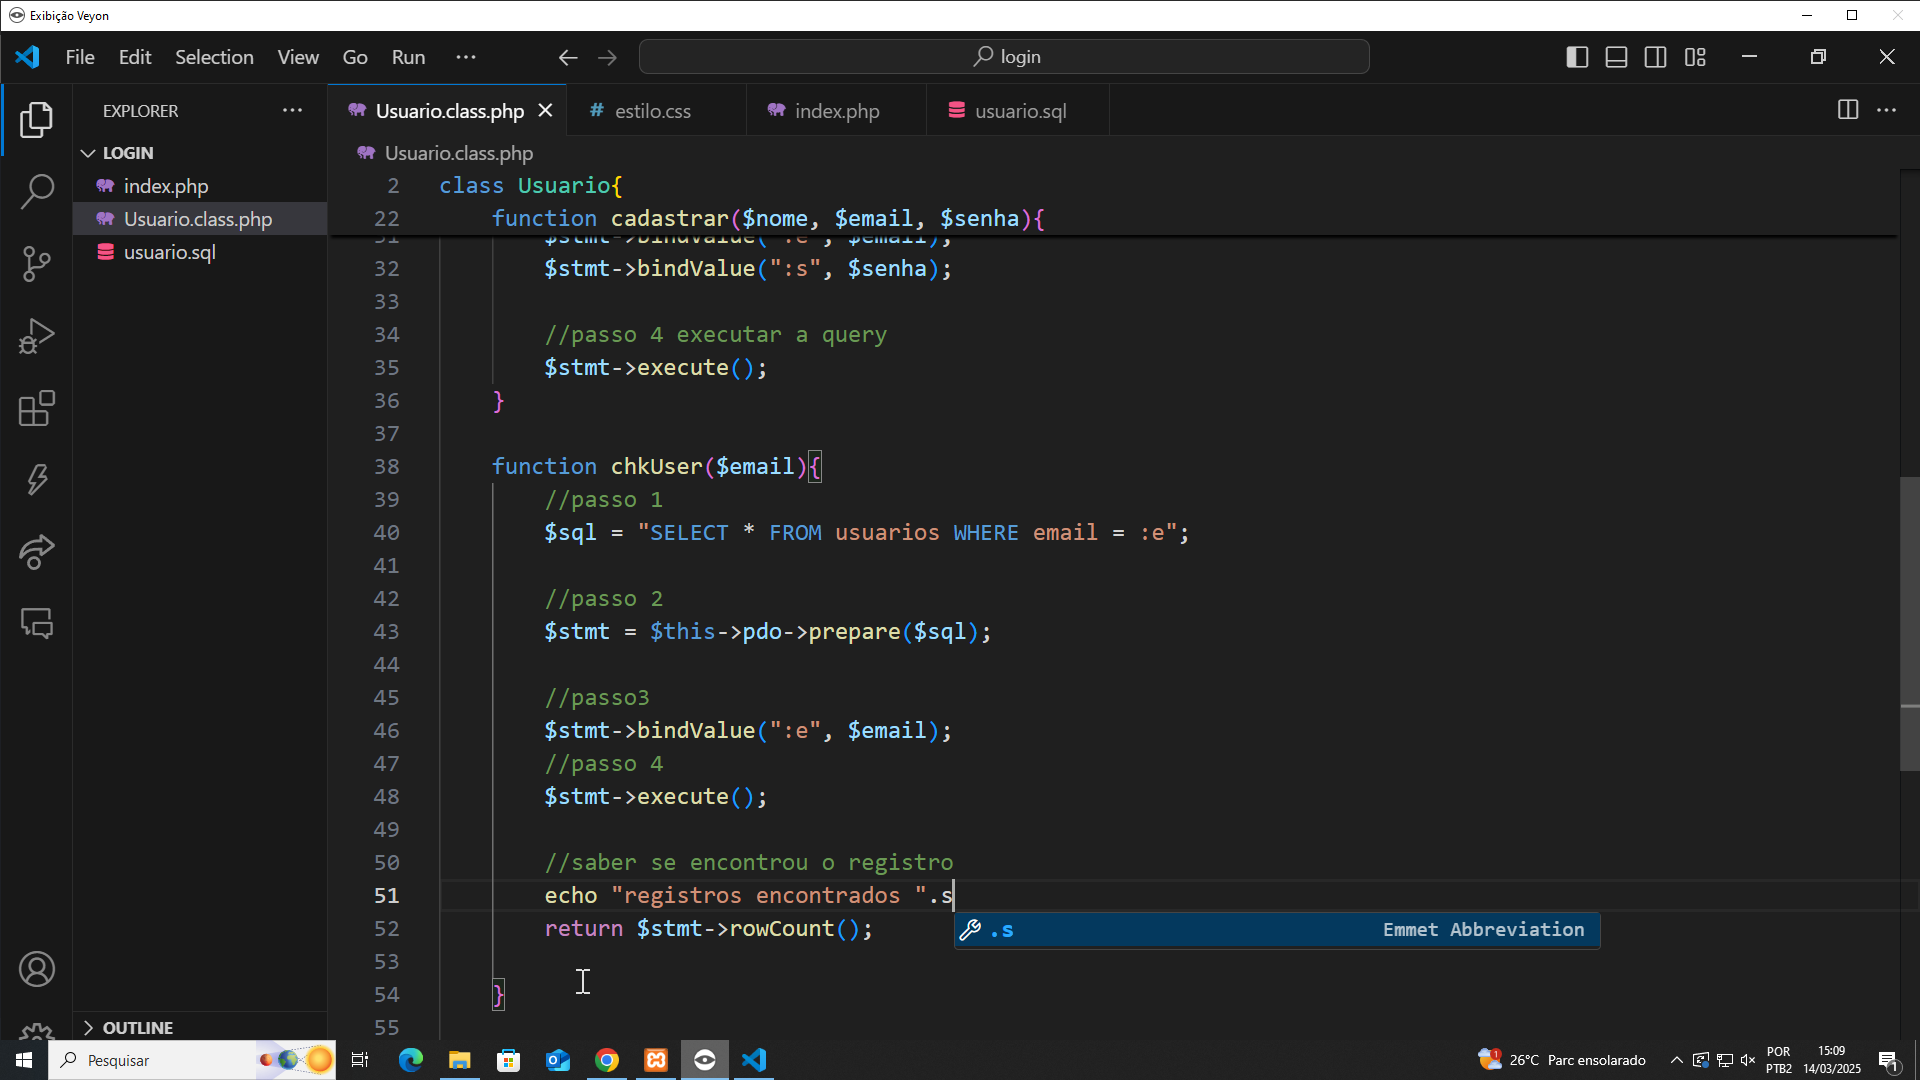 Exibição Veyon
File Edit Selection View Go Run ···
login
EXPLORER
LOGIN
index.php
Usuario.class.php
usuario.sql
OUTLINE
Usuario.class.php
# estilo.css
index.php
usuario.sql
Usuario.class.php
2 class Usuario{
22 function cadastrar($nome, $email, $senha){
31 $stmt->bindValue(":e", $email);
32 $stmt->bindValue(":s", $senha);
33
34 //passo 4 executar a query
35 $stmt->execute();
36 }
37
38 function chkUser($email){
39 //passo 1
40 $sql = "SELECT * FROM usuarios WHERE email = :e";
41
42 //passo 2
43 $stmt = $this->pdo->prepare($sql);
44
45 //passo3
46 $stmt->bindValue(":e", $email);
47 //passo 4
48 $stmt->execute();
49
50 //saber se encontrou o registro
51 echo "registros encontrados ".s
.s Emmet Abbreviation
52 return $stmt->rowCount();
53
54 }
55
Pesquisar
1
26°C Parc ensolarado
POR
PTB2
15:09
14/03/2025
1